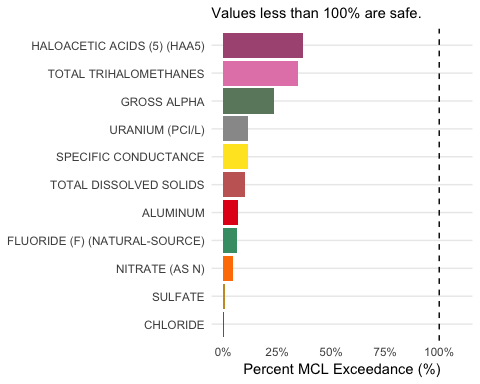 Values less than 100% are safe.
HALOACETIC ACIDS (5) (HAA5)
TOTAL TRIHALOMETHANES
GROSS ALPHA
URANIUM (PCI/L)
SPECIFIC CONDUCTANCE
TOTAL DISSOLVED SOLIDS
ALUMINUM
FLUORIDE (F) (NATURAL-SOURCE)
NITRATE (AS N)
SULFATE
CHLORIDE
0% 25% 50% 75% 100%
Percent MCL Exceedance (%)